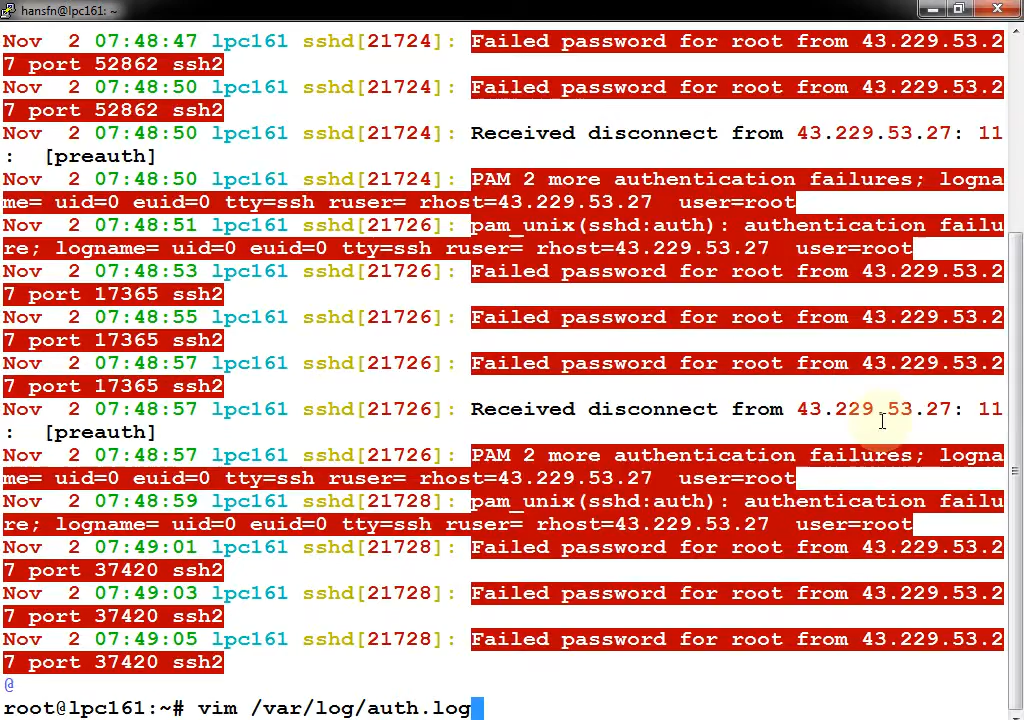 hansfn@lpc161: ~
Nov  2 07:48:47 lpc161 sshd[21724]: Failed password for root from 43.229.53.2
7 port 52862 ssh2
Nov  2 07:48:50 lpc161 sshd[21724]: Failed password for root from 43.229.53.2
7 port 52862 ssh2
Nov  2 07:48:50 lpc161 sshd[21724]: Received disconnect from 43.229.53.27: 11
:  [preauth]
Nov  2 07:48:50 lpc161 sshd[21724]: PAM 2 more authentication failures; logna
me= uid=0 euid=0 tty=ssh ruser= rhost=43.229.53.27  user=root
Nov  2 07:48:51 lpc161 sshd[21726]: pam_unix(sshd:auth): authentication failu
re; logname= uid=0 euid=0 tty=ssh ruser= rhost=43.229.53.27  user=root
Nov  2 07:48:53 lpc161 sshd[21726]: Failed password for root from 43.229.53.2
7 port 17365 ssh2
Nov  2 07:48:55 lpc161 sshd[21726]: Failed password for root from 43.229.53.2
7 port 17365 ssh2
Nov  2 07:48:57 lpc161 sshd[21726]: Failed password for root from 43.229.53.2
7 port 17365 ssh2
Nov  2 07:48:57 lpc161 sshd[21726]: Received disconnect from 43.229.53.27: 11
:  [preauth]
Nov  2 07:48:57 lpc161 sshd[21726]: PAM 2 more authentication failures; logna
me= uid=0 euid=0 tty=ssh ruser= rhost=43.229.53.27  user=root
Nov  2 07:48:59 lpc161 sshd[21728]: pam_unix(sshd:auth): authentication failu
re; logname= uid=0 euid=0 tty=ssh ruser= rhost=43.229.53.27  user=root
Nov  2 07:49:01 lpc161 sshd[21728]: Failed password for root from 43.229.53.2
7 port 37420 ssh2
Nov  2 07:49:03 lpc161 sshd[21728]: Failed password for root from 43.229.53.2
7 port 37420 ssh2
Nov  2 07:49:05 lpc161 sshd[21728]: Failed password for root from 43.229.53.2
7 port 37420 ssh2
@
root@lpc161:~# vim /var/log/auth.log